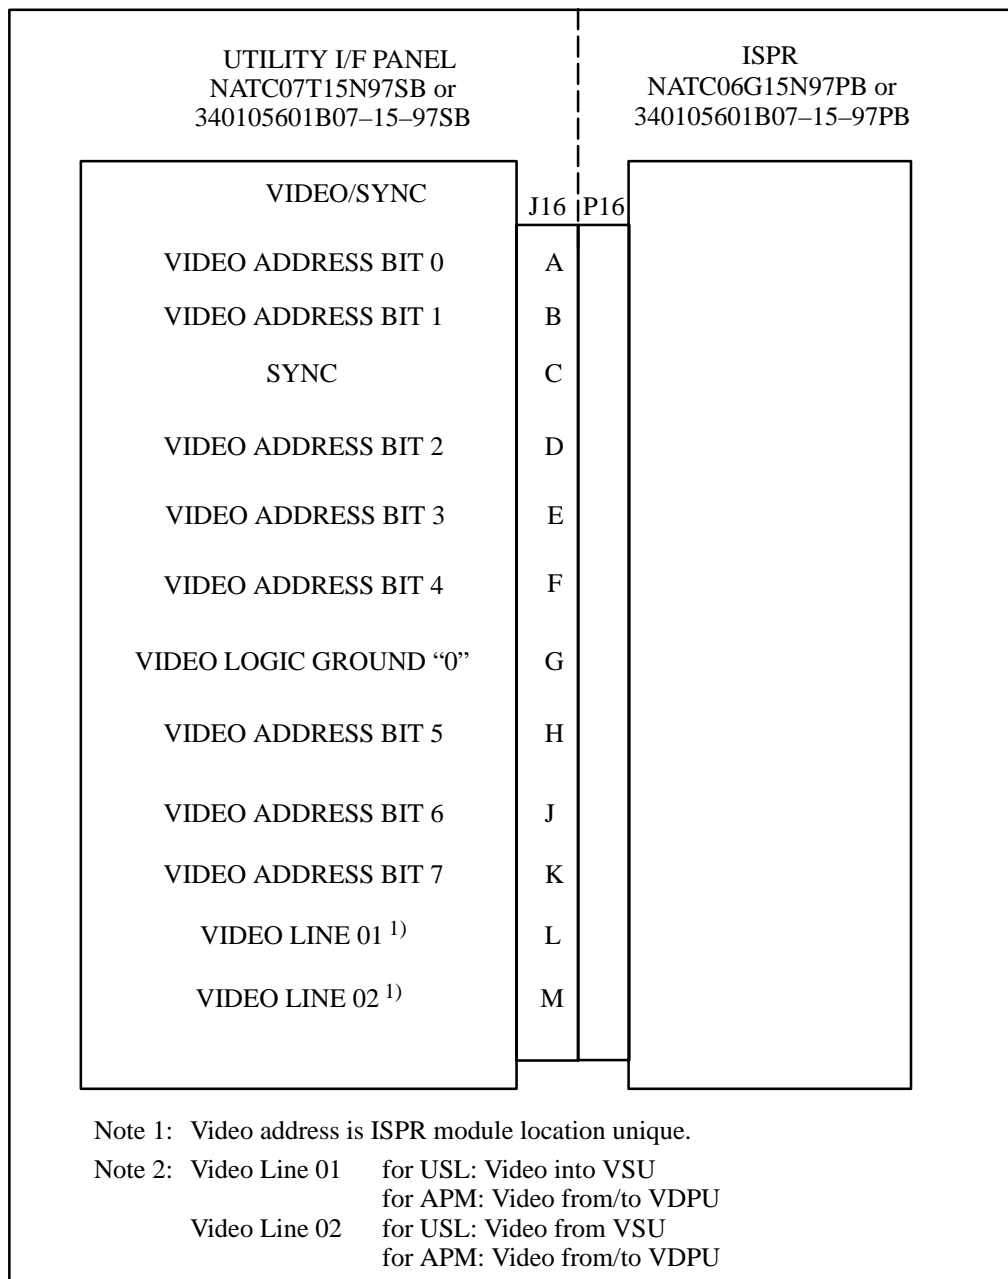 UTILITY I/F PANEL
NATC07T15N97SB or
340105601B07–15–97SB
ISPR
NATC06G15N97PB or
340105601B07–15–97PB
VIDEO/SYNC
J16 P16
VIDEO ADDRESS BIT 0 A
VIDEO ADDRESS BIT 1 B
SYNC C
VIDEO ADDRESS BIT 2 D
VIDEO ADDRESS BIT 3 E
VIDEO ADDRESS BIT 4 F
VIDEO LOGIC GROUND “0” G
VIDEO ADDRESS BIT 5 H
VIDEO ADDRESS BIT 6 J
VIDEO ADDRESS BIT 7 K
VIDEO LINE 01 1) L
VIDEO LINE 02 1) M
Note 1: Video address is ISPR module location unique.
Note 2: Video Line 01 for USL: Video into VSU
for APM: Video from/to VDPU
Video Line 02 for USL: Video from VSU
for APM: Video from/to VDPU